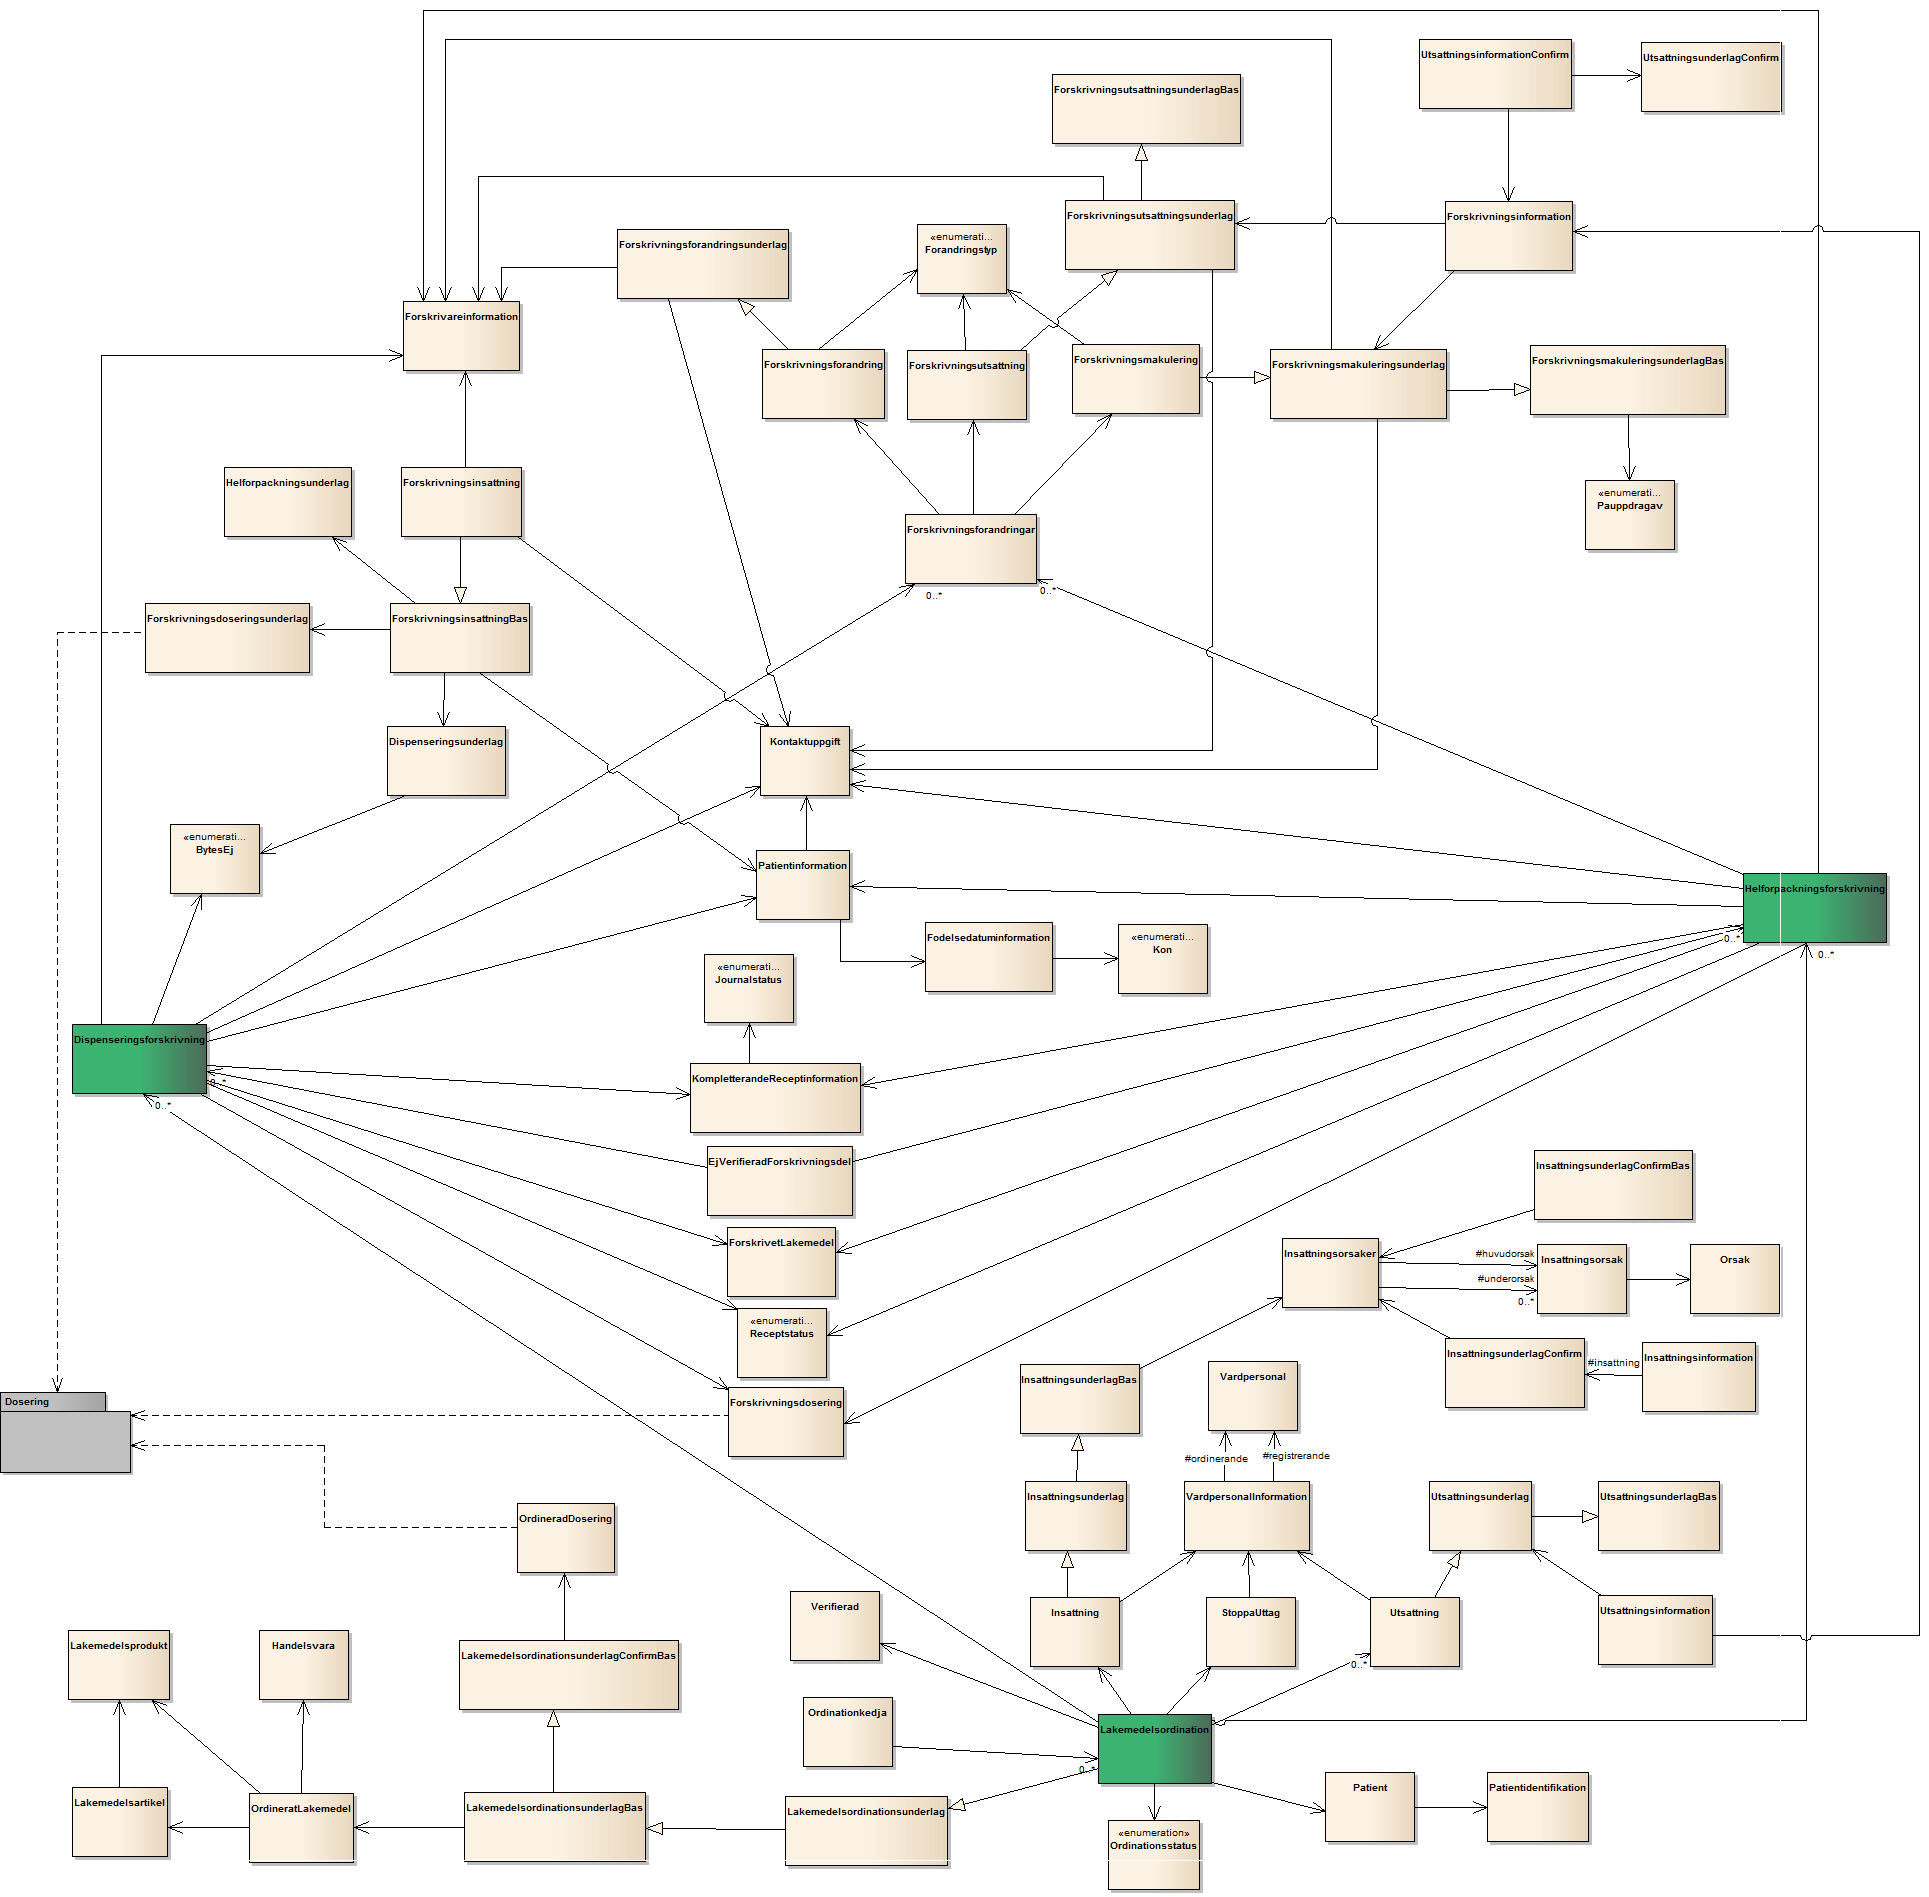 UtsattningsinformationConfirm
UtsattningsunderlagConfirm
ForskrivningsutsattningsunderlagBas
Forskrivningsutsattningsunderlag
Forskrivningsinformation
Forskrivningsforandringsunderlag
«enumerati...
Forandringstyp
Forskrivareinformation
Forskrivningsforandring
Forskrivningsutsattning
Forskrivningsmakulering
Forskrivningsmakuleringsunderlag
ForskrivningsmakuleringsunderlagBas
Helforpackningsunderlag
Forskrivningsinsattning
«enumerati...
Pauppdragav
Forskrivningsforandringar
0..*
0..*
Forskrivningsdoseringsunderlag
ForskrivningsinsattningBas
Dispenseringsunderlag
Kontaktuppgift
«enumerati...
BytesEj
Patientinformation
Helforpackningsforskrivning
0..*
0..*
Fodelsedatuminformation
«enumerati...
Kon
«enumerati...
Journalstatus
Dispenseringsforskrivning
0..*
0..*
KompletterandeReceptinformation
EjVerifieradForskrivningsdel
InsattningsunderlagConfirmBas
ForskrivetLakemedel
Insattningsorsaker
#huvudorsak
#underorsak
0..*
Insattningsorsak
Orsak
«enumerati...
Receptstatus
InsattningsunderlagConfirm
#insattning
Insattningsinformation
InsattningsunderlagBas
Vardpersonal
Dosering
Forskrivningsdosering
#ordinerande
#registrerande
Insattningsunderlag
VardpersonalInformation
Utsattningsunderlag
UtsattningsunderlagBas
OrdineradDosering
Verifierad
Insattning
StoppaUttag
Utsattning
0..*
Utsattningsinformation
Lakemedelsprodukt
Handelsvara
LakemedelsordinationsunderlagConfirmBas
Ordinationkedja
Lakemedelsordination
0..*
Lakemedelsartikel
OrdineratLakemedel
LakemedelsordinationsunderlagBas
Lakemedelsordinationsunderlag
«enumeration»
Ordinationsstatus
Patient
Patientidentifikation